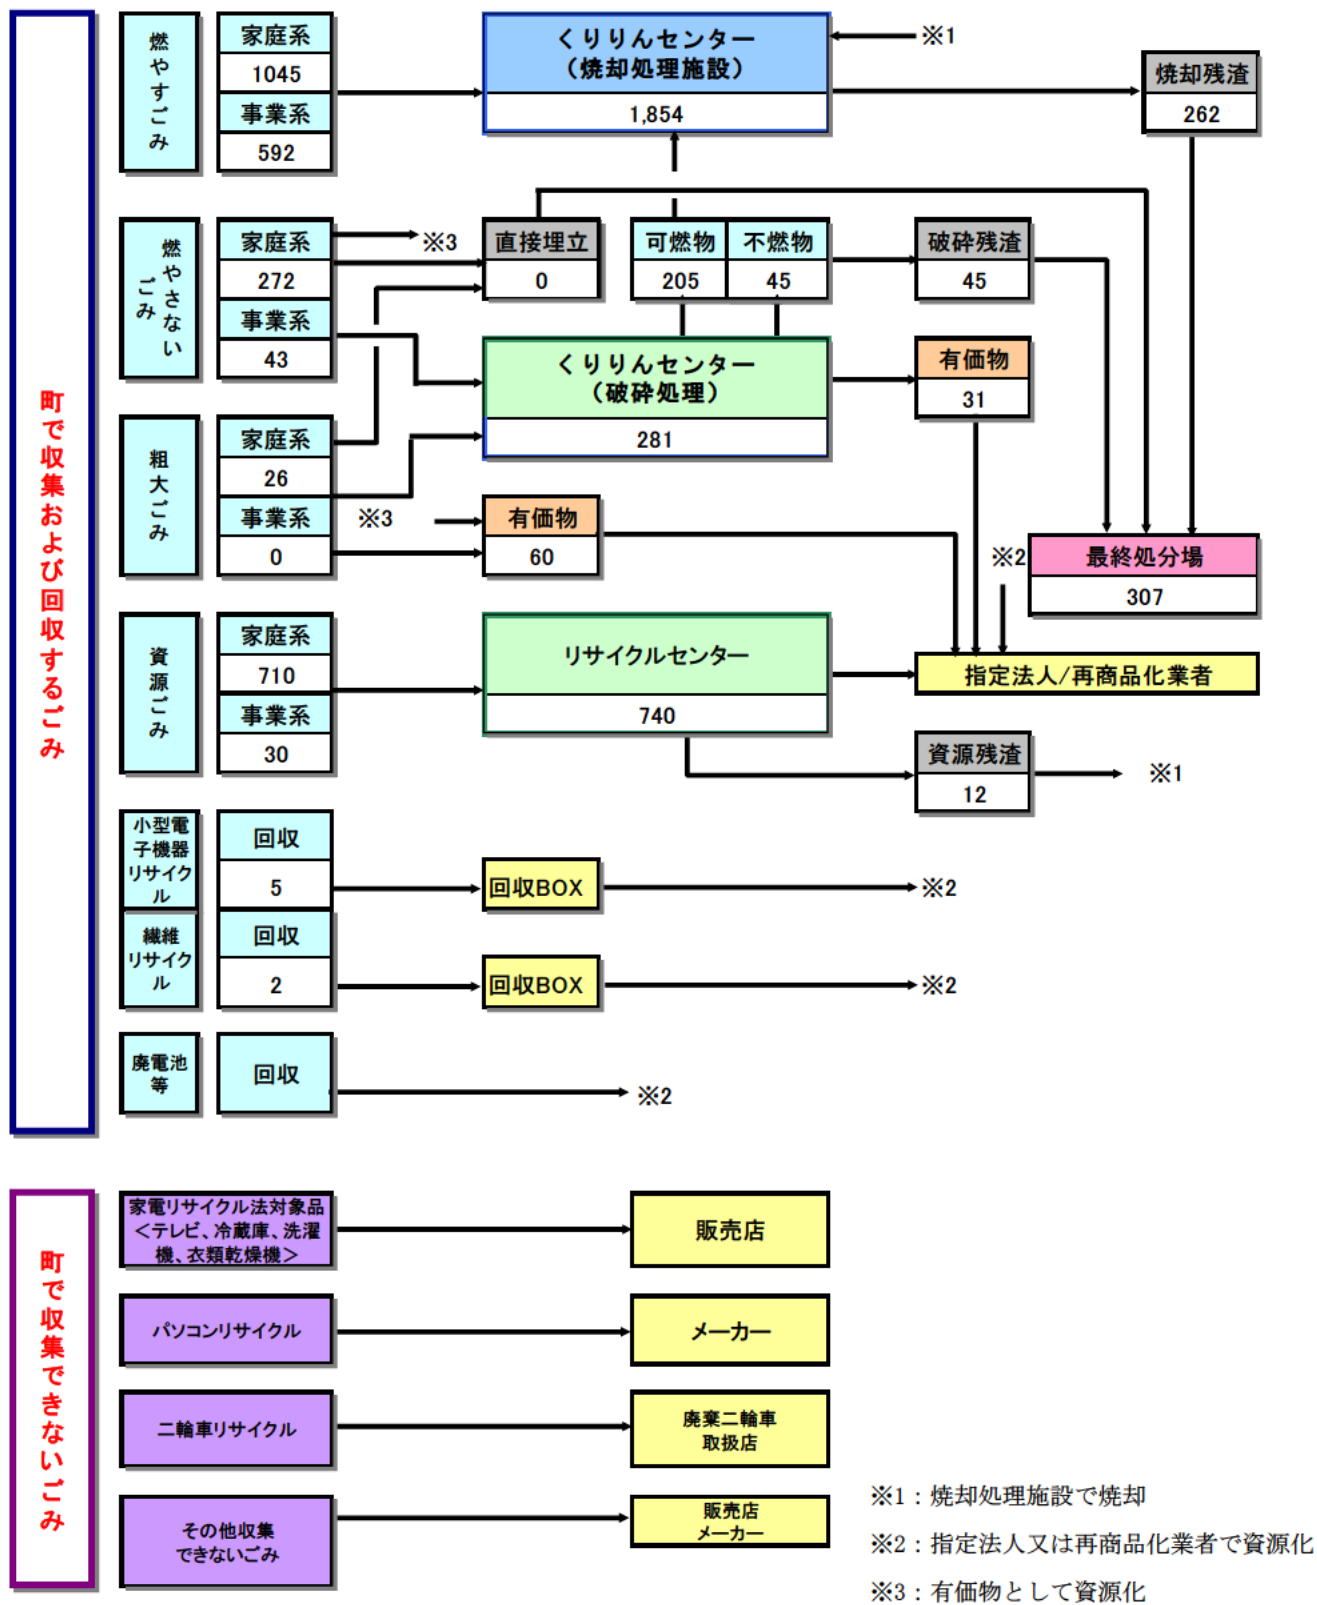 町で収集および回収するごみ
燃やすごみ
家庭系
1045
事業系
592
くりりんセンター
（焼却処理施設）
1,854
※1
焼却残渣
262
燃やさない
ごみ
家庭系
272
事業系
43
※3
直接埋立
0
可燃物
205
不燃物
45
破砕残渣
45
くりりんセンター
（破砕処理）
281
有価物
31
粗大ごみ
家庭系
26
事業系
0
※3
有価物
60
※2
最終処分場
307
資源ごみ
家庭系
710
事業系
30
リサイクルセンター
740
指定法人/再商品化業者
資源残渣
12
※1
小型電
子機器
リサイク
ル
回収
5
回収BOX
※2
繊維
リサイク
ル
回収
2
回収BOX
※2
廃電池
等
回収
※2
町で収集できないごみ
家電リサイクル法対象品
＜テレビ、冷蔵庫、洗濯
機、衣類乾燥機＞
販売店
パソコンリサイクル
メーカー
二輪車リサイクル
廃棄二輪車
取扱店
その他収集
できないごみ
販売店
メーカー
※1：焼却処理施設で焼却
※2：指定法人又は再商品化業者で資源化
※3：有価物として資源化